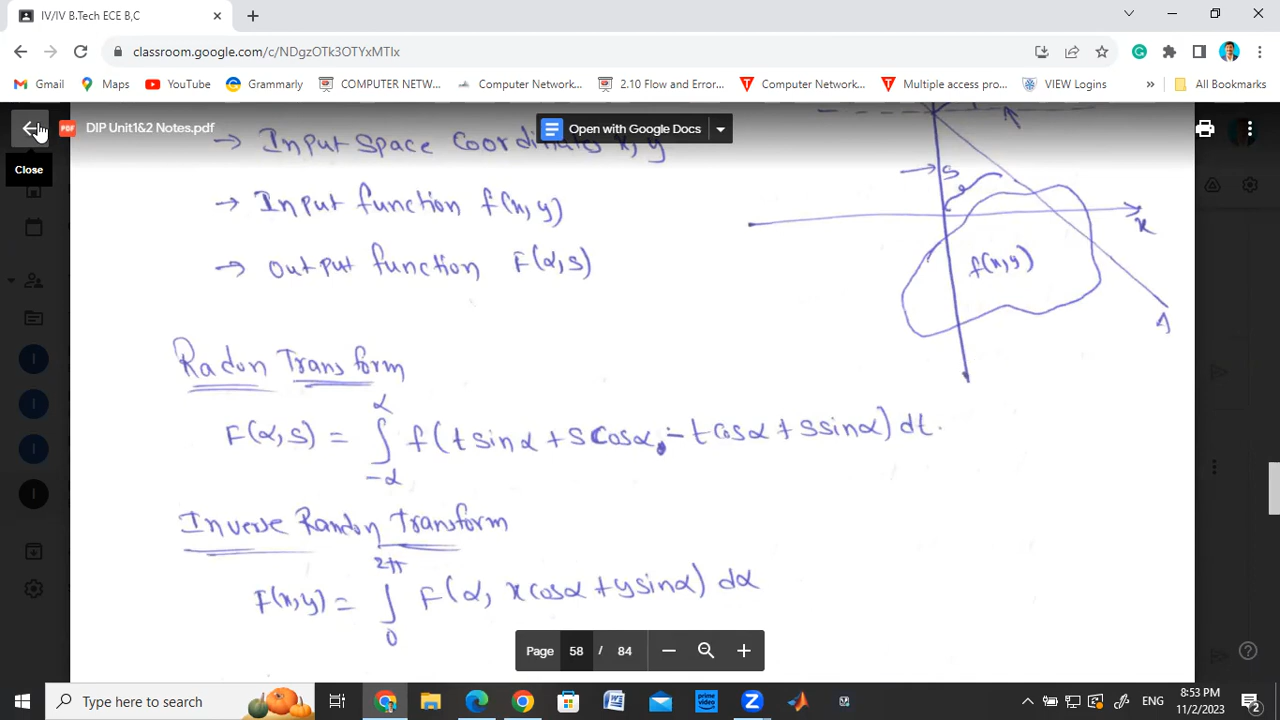 IV/IV B.Tech ECE B,C
classroom.google.com/c/NDgzOTk3OTYxMTIx
Gmail Maps YouTube Grammarly COMPUTER NETW... Computer Network... 2.10 Flow and Error... Computer Network... Multiple access pro... VIEW Logins » All Bookmarks
DIP Unit1&2 Notes.pdf
Open with Google Docs
Close
→ Input space coordinates x, y
→ Input function f(x,y)
→ Output function F(α,s)
s
x
f(x,y)
Radon Transform
F(α,s) = ∫_{-α}^{α} f(t sinα + s cosα, -t cosα + s sinα) dt.
Inverse Randon Transform
F(x,y) = ∫_{0}^{2π} F(α, x cosα + y sinα) dα
Page 58 / 84
Type here to search
ENG
8:53 PM
11/2/2023
2